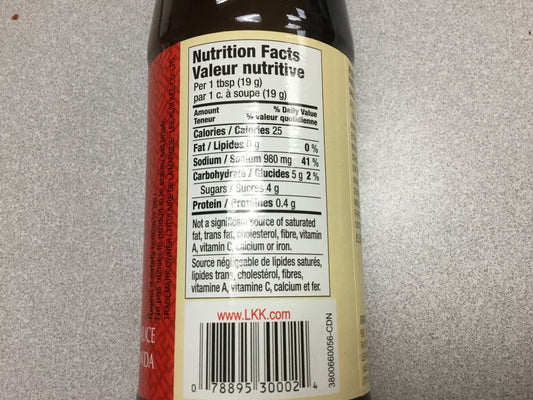 Nutrition Facts
Valeur nutritive
Per 1 tbsp (19 g)
par 1 c. à soupe (19 g)
Amount % Daily Value
Teneur % valeur quotidienne
Calories / Calories 25
Fat / Lipides 0 g 0 %
Sodium / Sodium 980 mg 41 %
Carbohydrate / Glucides 5 g 2 %
Sugars / Sucres 4 g
Protein / Protéines 0.4 g
Not a significant source of saturated
fat, trans fat, cholesterol, fibre, vitamin
A, vitamin C, calcium or iron.
Source négligeable de lipides saturés,
lipides trans, cholestérol, fibres,
vitamine A, vitamine C, calcium et fer.
www.LKK.com
0 78895 30002 4
3800660056-CDN